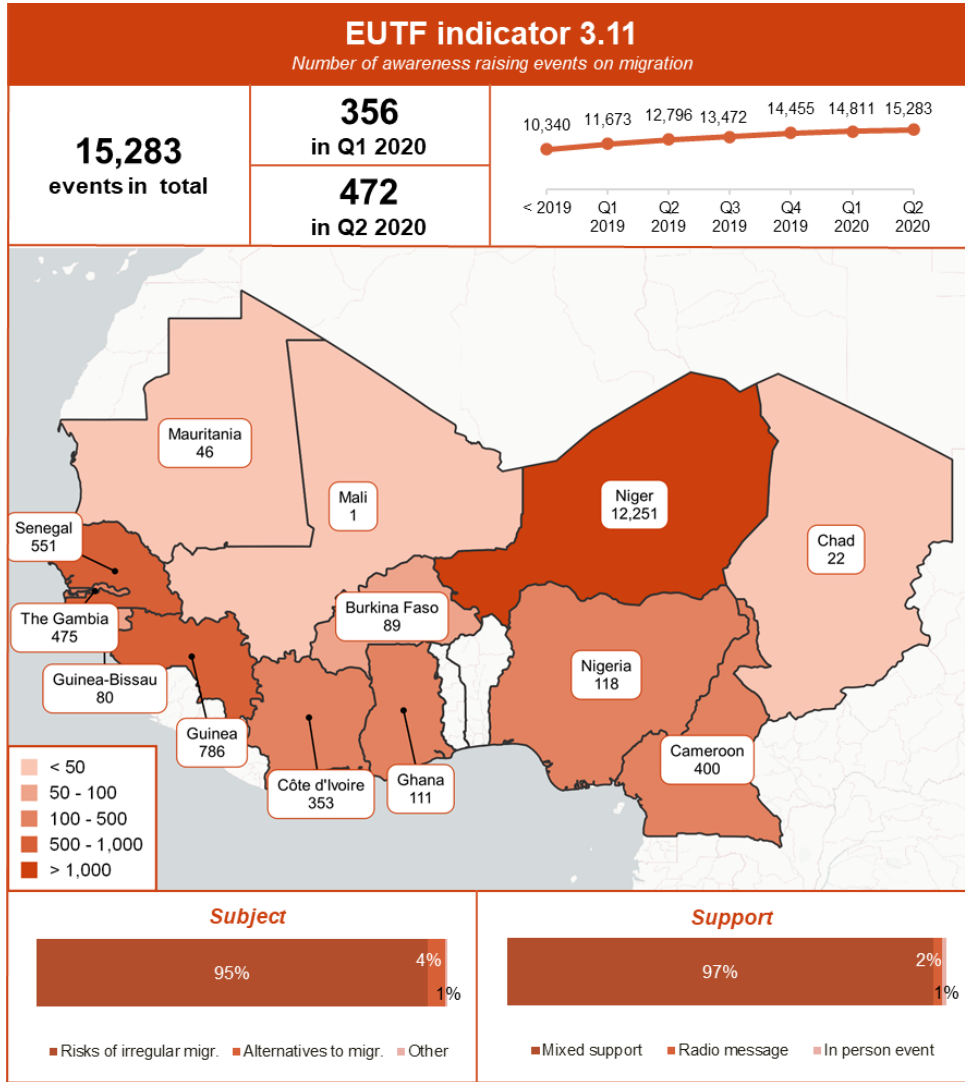 EUTF indicator 3.11
Number of awareness raising events on migration
15,283
events in total
356
in Q1 2020
472
in Q2 2020
10,340 11,673 12,796 13,472 14,455 14,811 15,283
< 2019 Q1 Q2 Q3 Q4 Q1 Q2
2019 2019 2019 2019 2020 2020
Mauritania
46
Mali
1
Niger
12,251
Chad
22
Senegal
551
The Gambia
475
Guinea-Bissau
80
Guinea
786
Burkina Faso
89
Nigeria
118
Cameroon
400
Côte d'Ivoire
353
Ghana
111
< 50
50 - 100
100 - 500
500 - 1,000
> 1,000
Subject
95% 4% 1%
Risks of irregular migr. Alternatives to migr. Other
Support
97% 2% 1%
Mixed support Radio message In person event